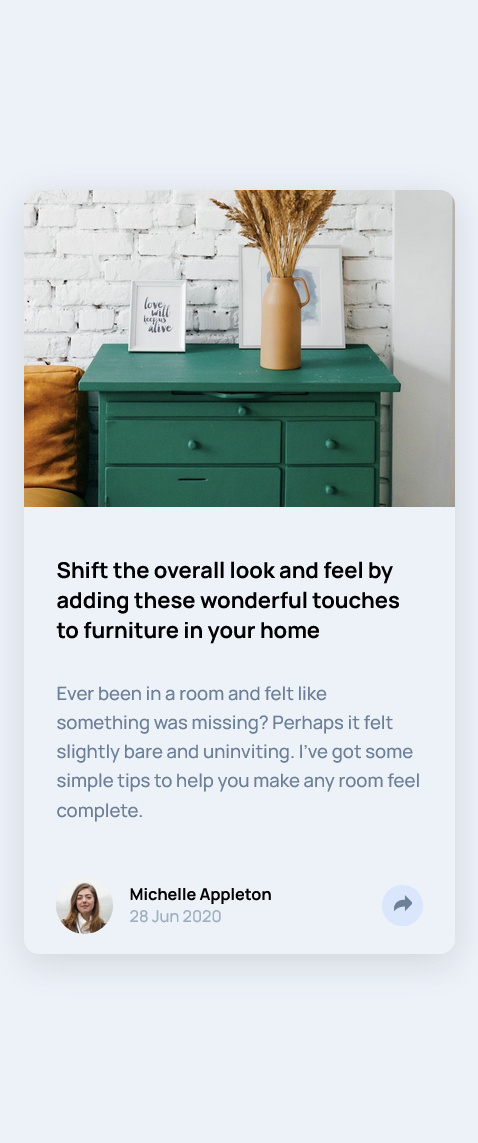 love
will
keep us
alive
Shift the overall look and feel by
adding these wonderful touches
to furniture in your home
Ever been in a room and felt like
something was missing? Perhaps it felt
slightly bare and uninviting. I’ve got some
simple tips to help you make any room feel
complete.
Michelle Appleton
28 Jun 2020